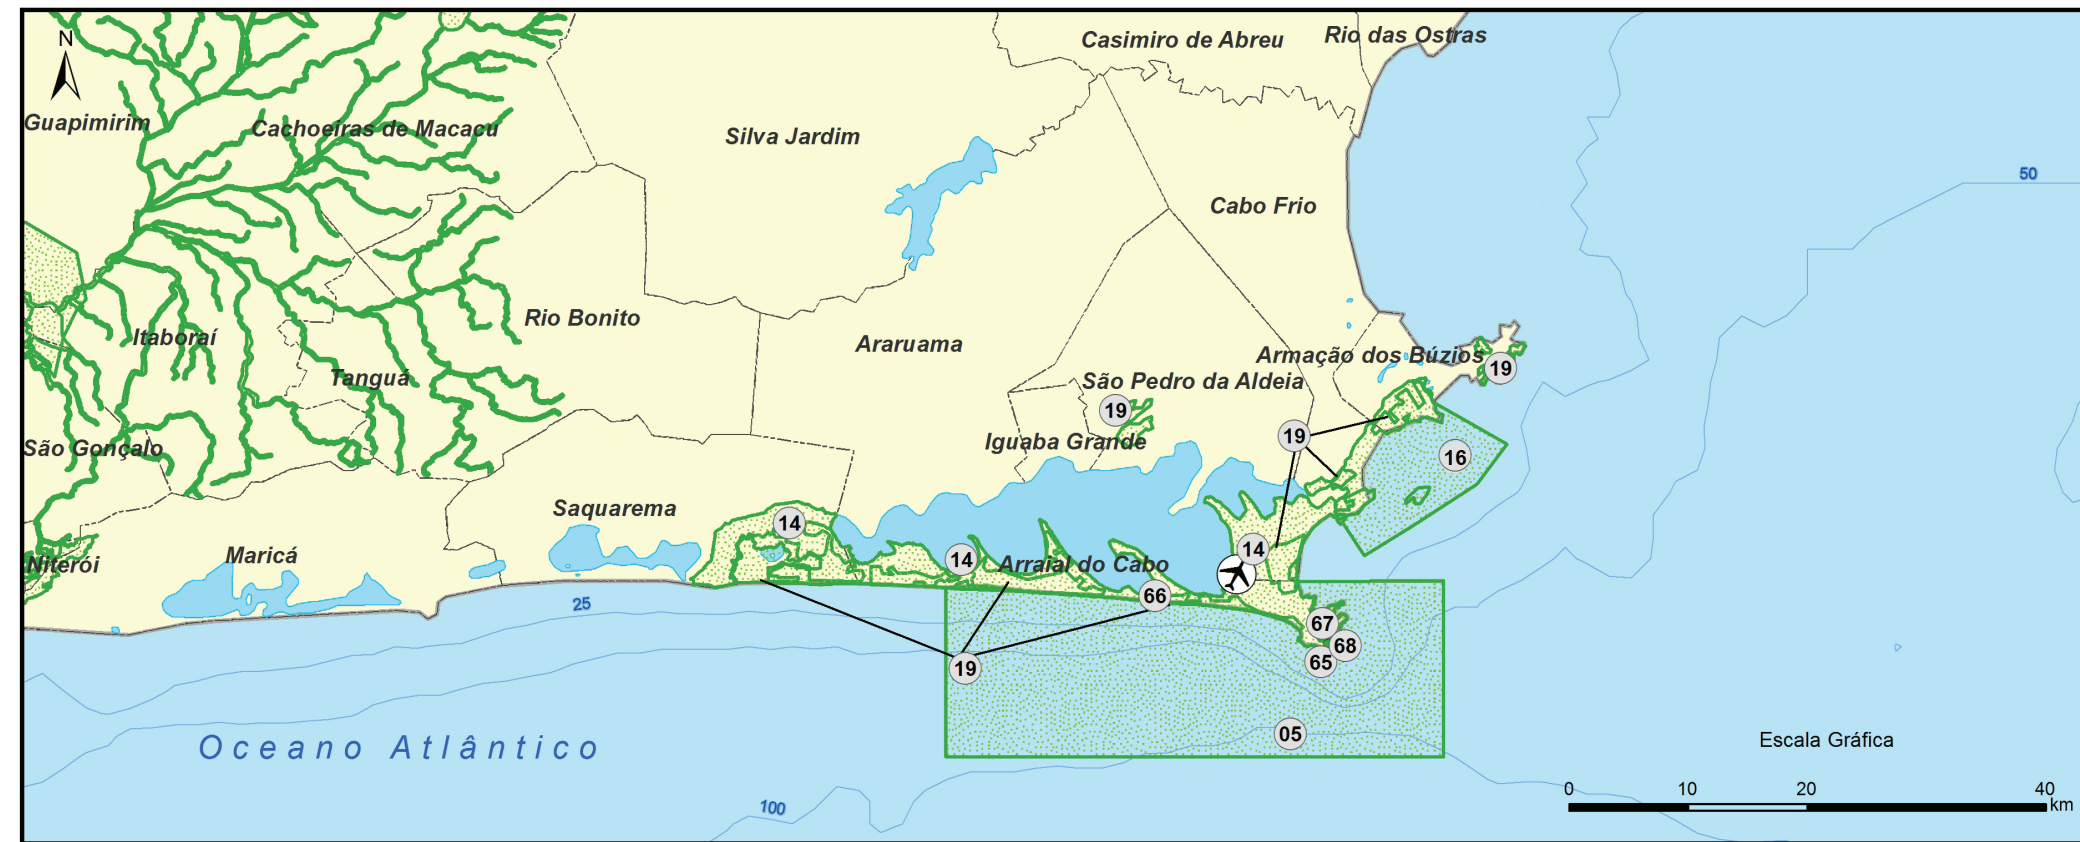 Casimiro de Abreu
Rio das Ostras
N
Guapimirim
Cachoeiras de Macacu
Silva Jardim
50
Cabo Frio
Rio Bonito
Itaboraí
Araruama
Armação dos Búzios
19
Tanguá
São Pedro da Aldeia
19
19
Iguaba Grande
São Gonçalo
16
Saquarema
14
14
14
Maricá
Niterói
Arraial do Cabo
66
25
67
68
65
19
05
Oceano Atlântico
Escala Gráfica
0 10 20 40
km
100